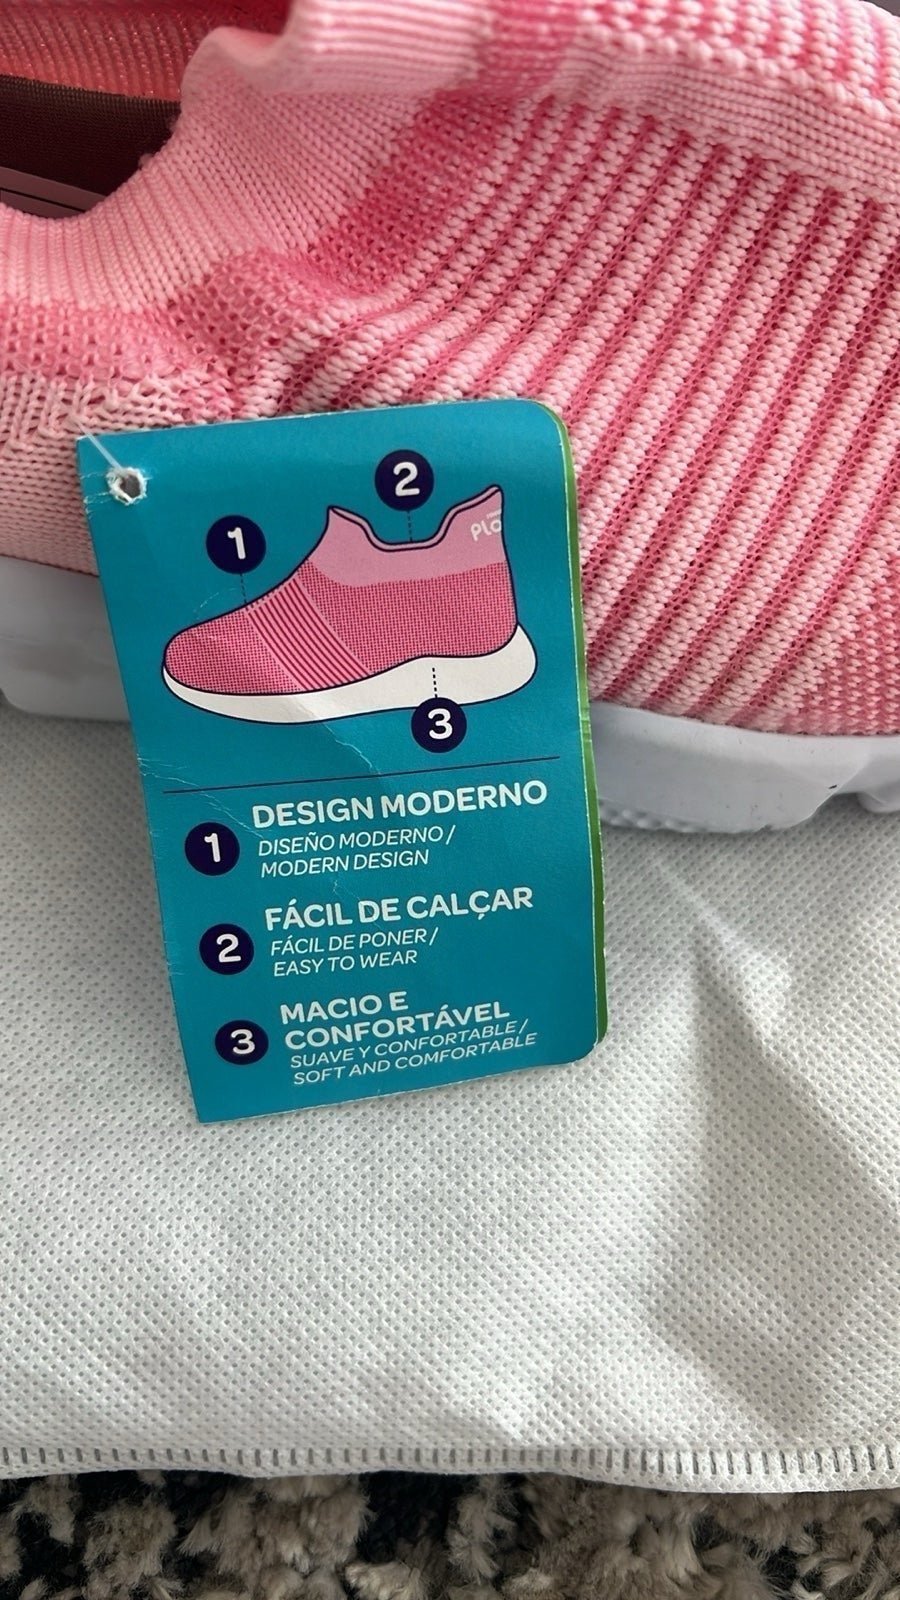 2
1
3
1
DESIGN MODERNO
DISEÑO MODERNO /
MODERN DESIGN
2
FÁCIL DE CALÇAR
FÁCIL DE PONER /
EASY TO WEAR
3
MACIO E
CONFORTÁVEL
SUAVE Y CONFORTABLE /
SOFT AND COMFORTABLE